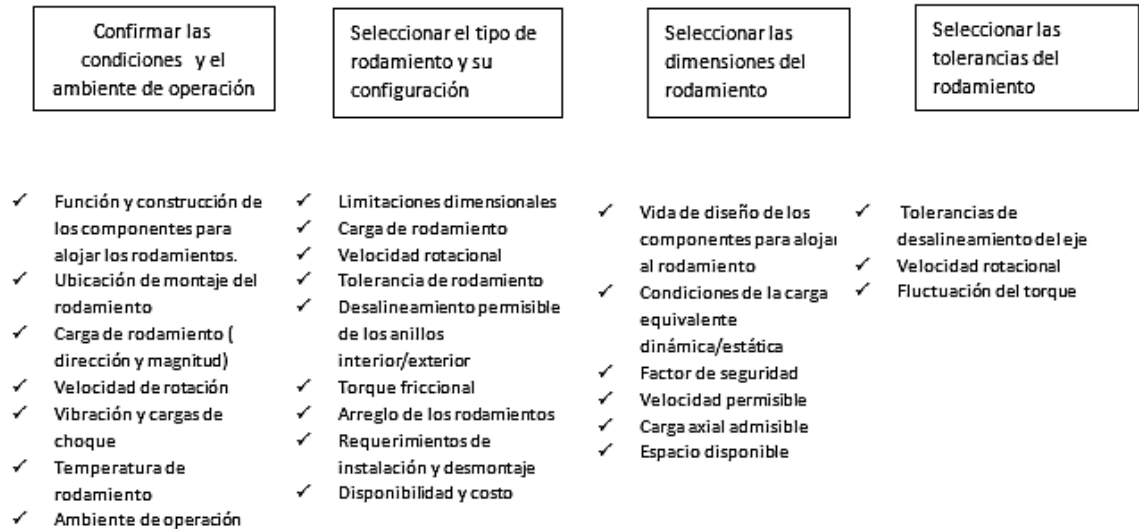 Confirmar las
condiciones y el
ambiente de operación
Seleccionar el tipo de
rodamiento y su
configuración
Seleccionar las
dimensiones del
rodamiento
Seleccionar las
tolerancias del
rodamiento
✓ Función y construcción de
los componentes para
alojar los rodamientos.
✓ Ubicación de montaje del
rodamiento
✓ Carga de rodamiento (
dirección y magnitud)
✓ Velocidad de rotación
✓ Vibración y cargas de
choque
✓ Temperatura de
rodamiento
✓ Ambiente de operación
✓ Limitaciones dimensionales
✓ Carga de rodamiento
✓ Velocidad rotacional
✓ Tolerancia de rodamiento
✓ Desalineamiento permisible
de los anillos
interior/exterior
✓ Torque friccional
✓ Arreglo de los rodamientos
✓ Requerimientos de
instalación y desmontaje
✓ Disponibilidad y costo
✓ Vida de diseño de los
componentes para alojar
al rodamiento
✓ Condiciones de la carga
equivalente
dinámica/estática
✓ Factor de seguridad
✓ Velocidad permisible
✓ Carga axial admisible
✓ Espacio disponible
✓ Tolerancias de
desalineamiento del eje
✓ Velocidad rotacional
✓ Fluctuación del torque